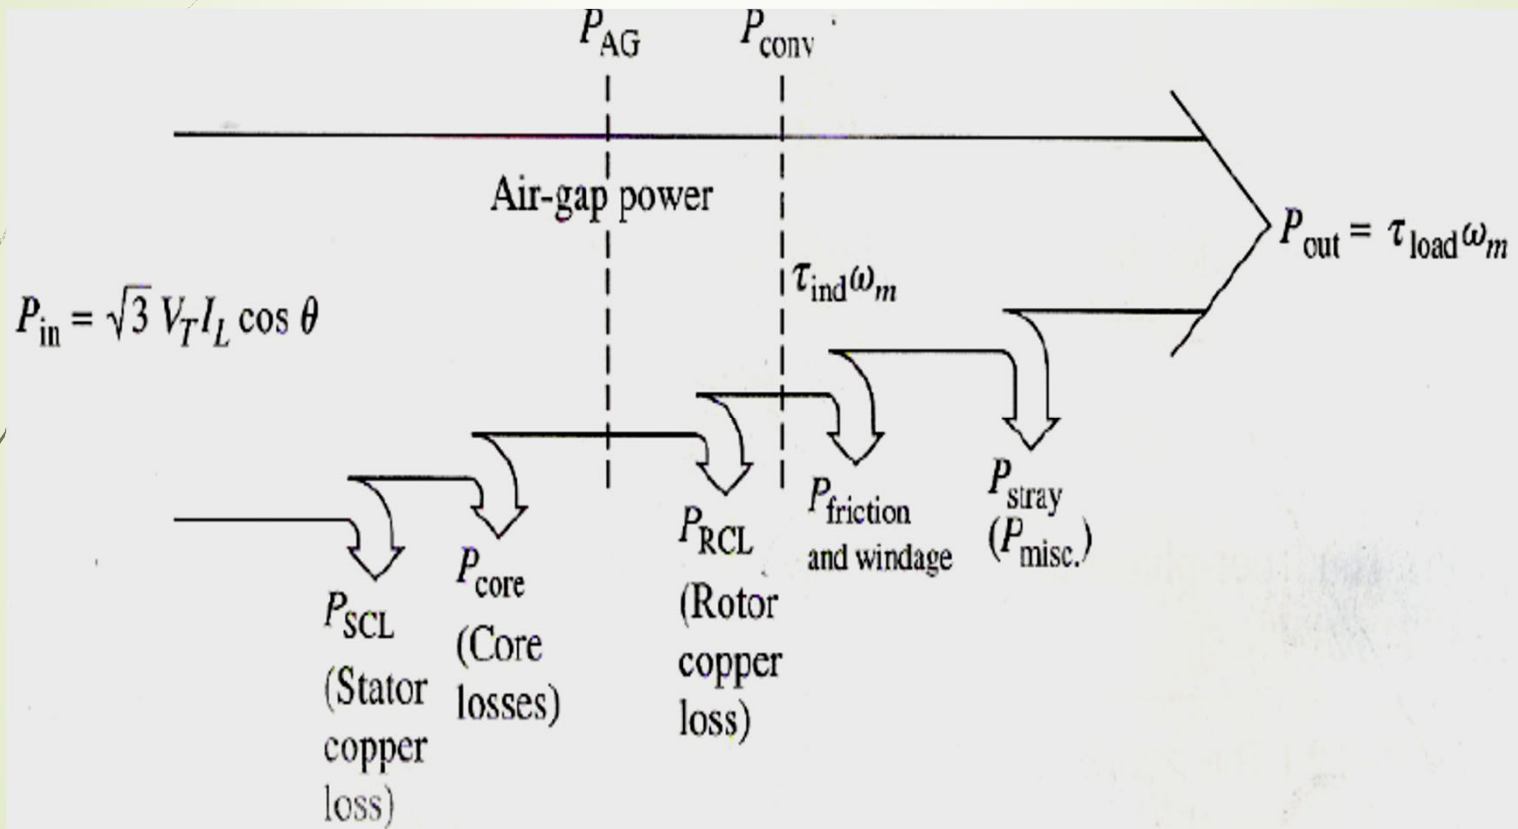 P_AG
P_conv
Air-gap power
P_out = τ_load ω_m
τ_ind ω_m
P_in = √3 V_T I_L cos θ
P_SCL
(Stator
copper
loss)
P_core
(Core
losses)
P_RCL
(Rotor
copper
loss)
P_friction
and windage
P_stray
(P_misc.)